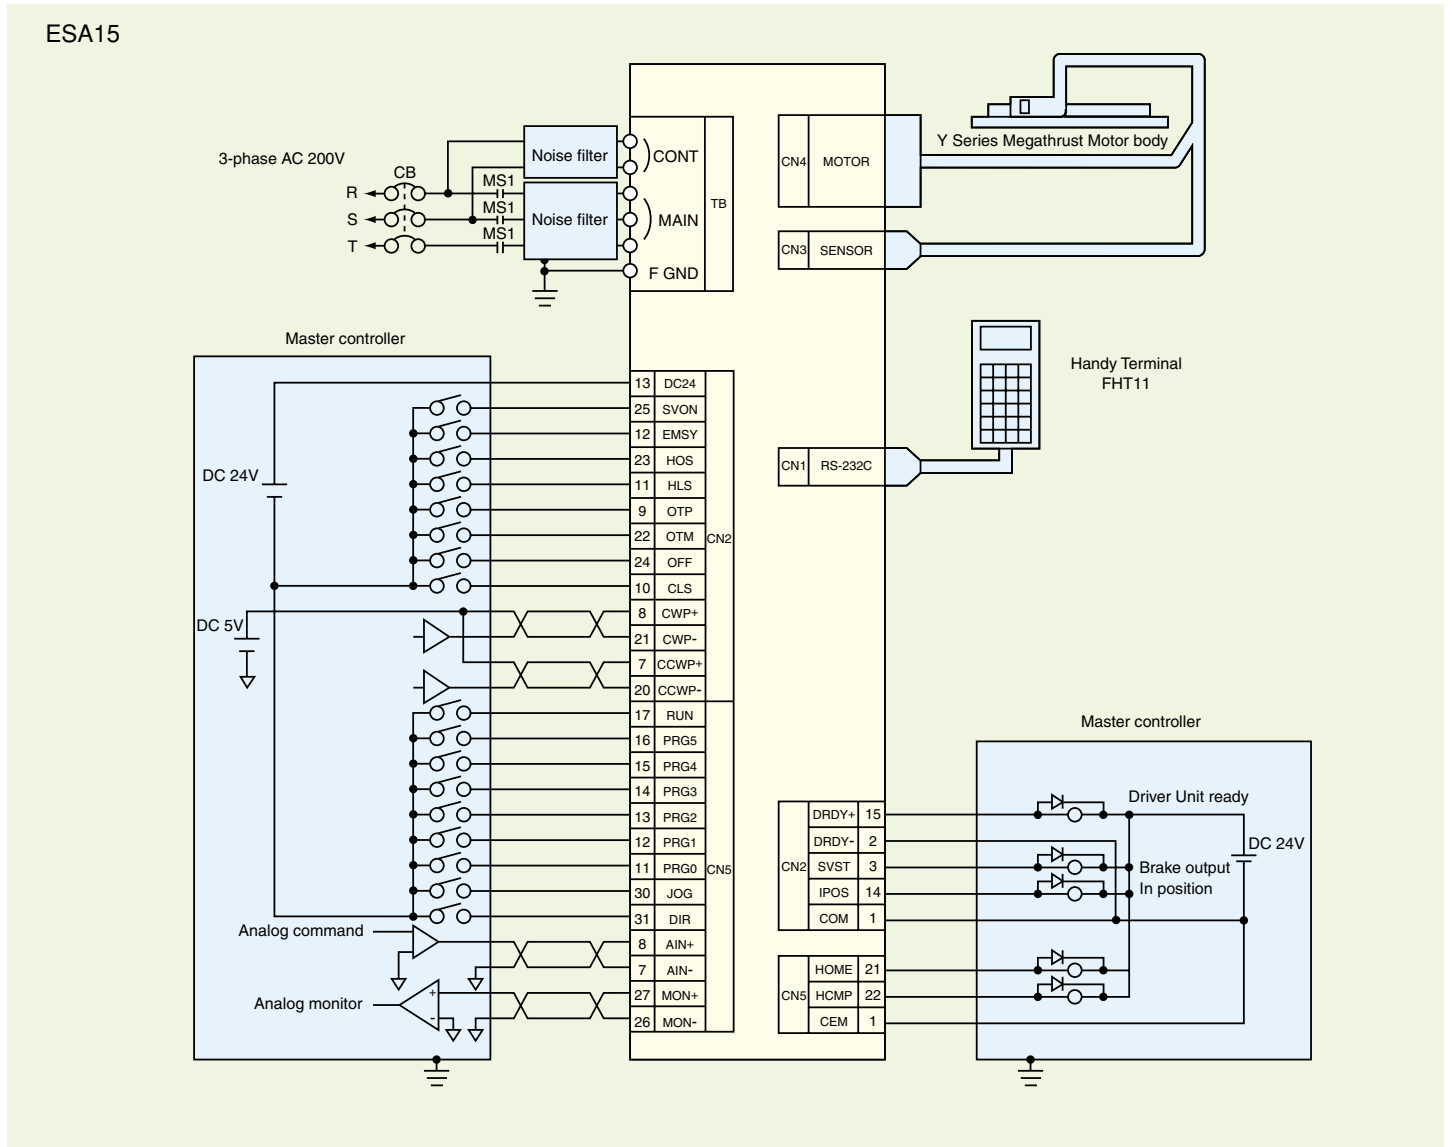 ESA15
3-phase AC 200V
CB
R
S
T
MS1
MS1
MS1
Noise filter
Noise filter
CONT
MAIN
F GND
TB
CN4 MOTOR
CN3 SENSOR
Y Series Megathrust Motor body
Handy Terminal
FHT11
CN1 RS-232C
Master controller
DC 24V
DC 5V
13 DC24
25 SVON
12 EMSY
23 HOS
11 HLS
9 OTP
22 OTM
24 OFF
10 CLS
8 CWP+
21 CWP-
7 CCWP+
20 CCWP-
CN2
17 RUN
16 PRG5
15 PRG4
14 PRG3
13 PRG2
12 PRG1
11 PRG0
30 JOG
31 DIR
8 AIN+
7 AIN-
27 MON+
26 MON-
CN5
Analog command
Analog monitor
+
-
Master controller
CN2
DRDY+ 15
DRDY- 2
SVST 3
IPOS 14
COM 1
CN5
HOME 21
HCMP 22
CEM 1
Driver Unit ready
DC 24V
Brake output
In position